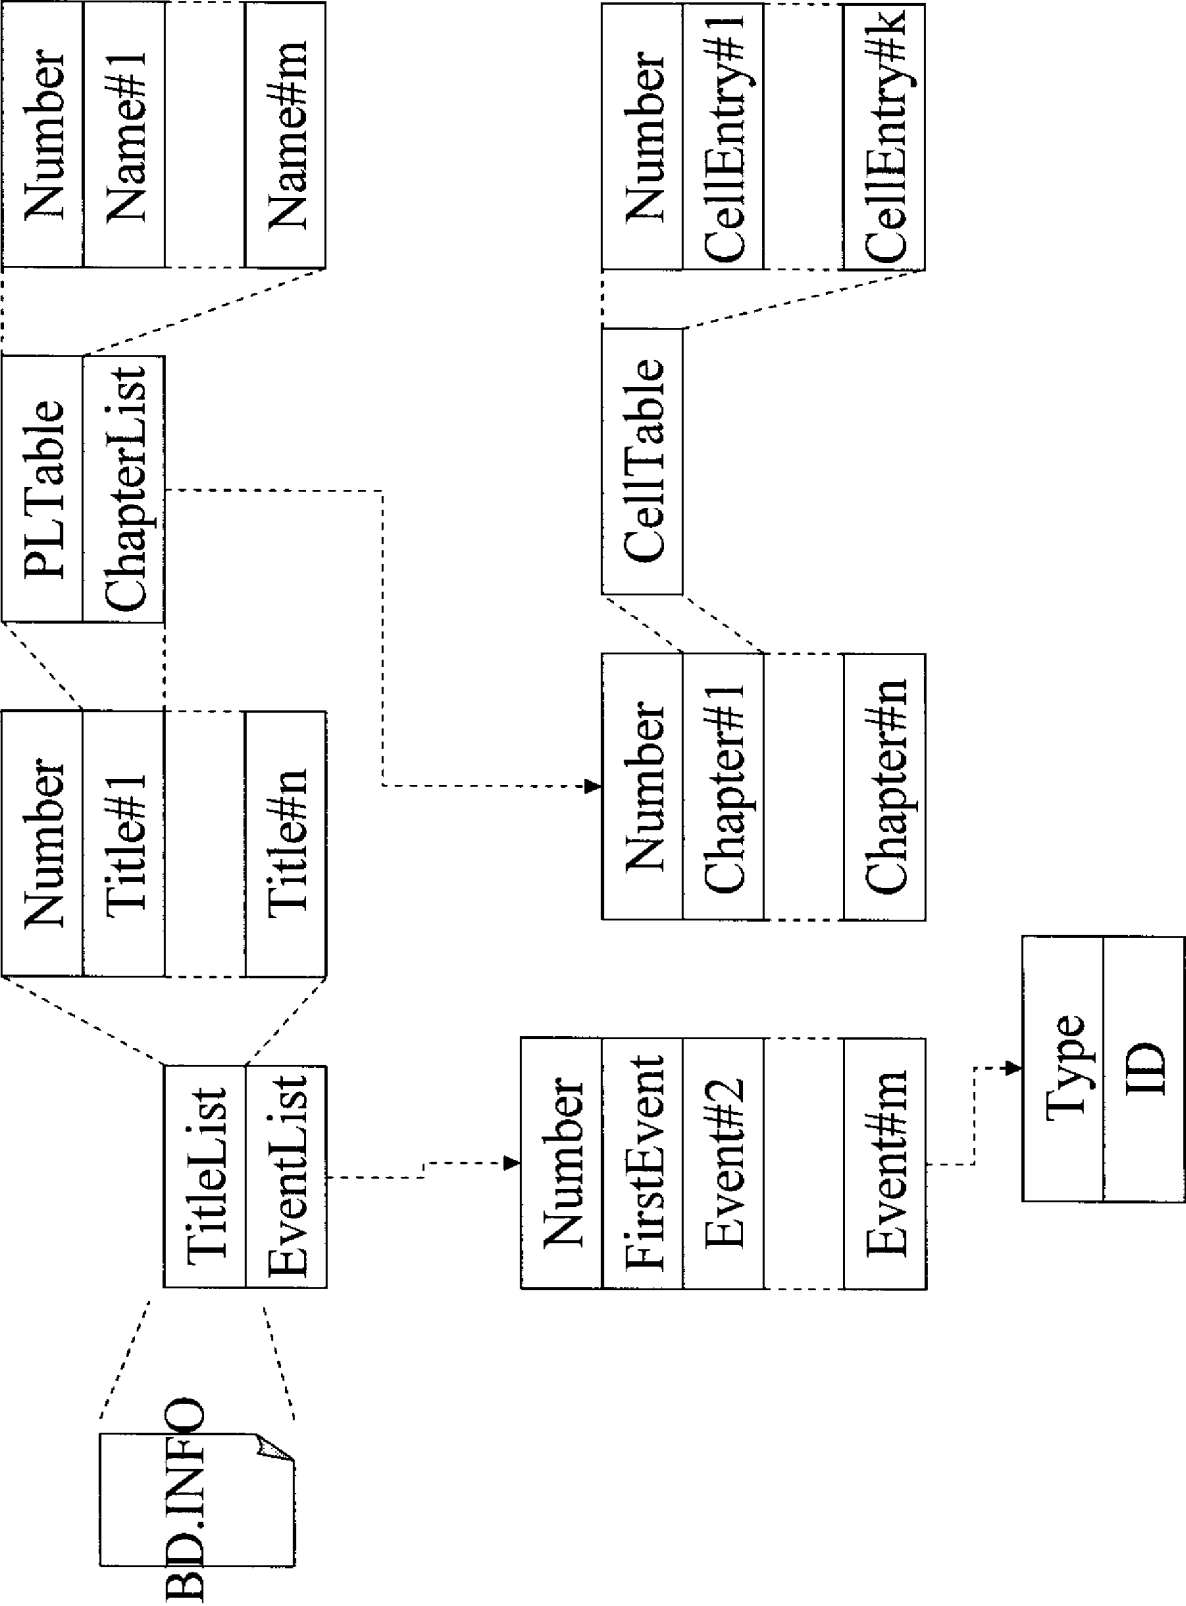 BD.INFO
TitleList
EventList
Number
Title#1
Title#n
PLTable
ChapterList
Number
Name#1
Name#m
Number
FirstEvent
Event#2
Event#m
Type
ID
Number
Chapter#1
Chapter#n
CellTable
Number
CellEntry#1
CellEntry#k